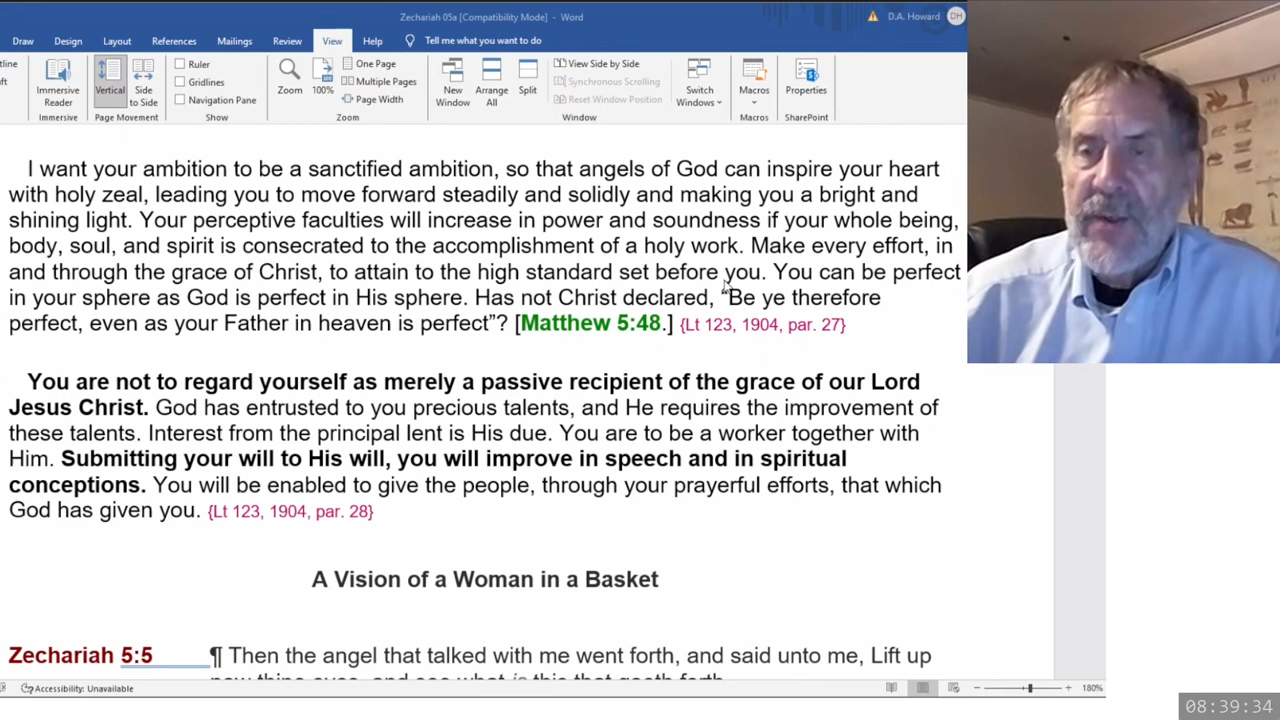 Zechariah 05a [Compatibility Mode] - Word
D.A. Howard DH
Draw Design Layout References Mailings Review View Help Tell me what you want to do
Immersive Reader
Immersive
Vertical
Side to Side
Page Movement
Ruler
Gridlines
Navigation Pane
Show
Zoom
100%
One Page
Multiple Pages
Page Width
Zoom
New Window
Arrange All
Split
View Side by Side
Synchronous Scrolling
Reset Window Position
Window
Switch Windows
Macros
Macros
Properties
SharePoint
I want your ambition to be a sanctified ambition, so that angels of God can inspire your heart
with holy zeal, leading you to move forward steadily and solidly and making you a bright and
shining light. Your perceptive faculties will increase in power and soundness if your whole being,
body, soul, and spirit is consecrated to the accomplishment of a holy work. Make every effort, in
and through the grace of Christ, to attain to the high standard set before you. You can be perfect
in your sphere as God is perfect in His sphere. Has not Christ declared, “Be ye therefore
perfect, even as your Father in heaven is perfect”? [Matthew 5:48.] {Lt 123, 1904, par. 27}
You are not to regard yourself as merely a passive recipient of the grace of our Lord
Jesus Christ. God has entrusted to you precious talents, and He requires the improvement of
these talents. Interest from the principal lent is His due. You are to be a worker together with
Him. Submitting your will to His will, you will improve in speech and in spiritual
conceptions. You will be enabled to give the people, through your prayerful efforts, that which
God has given you. {Lt 123, 1904, par. 28}
A Vision of a Woman in a Basket
Zechariah 5:5 ¶ Then the angel that talked with me went forth, and said unto me, Lift up
now thine eyes, and see what is this that goeth forth.
Accessibility: Unavailable
180%
08:39:34